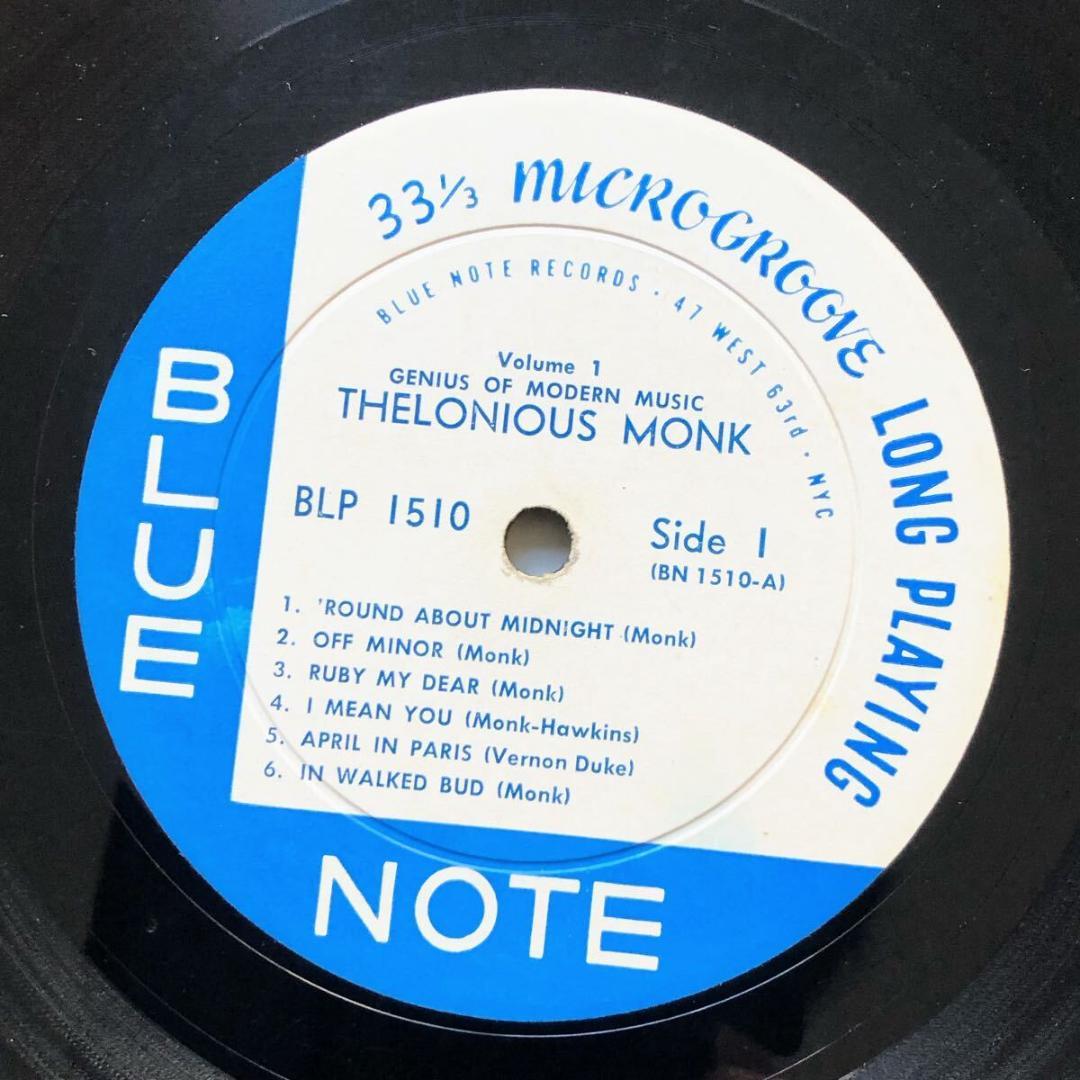 33⅓ MICROGROOVE LONG PLAYING
BLUE NOTE RECORDS · 47 WEST 63rd · NYC
Volume 1
GENIUS OF MODERN MUSIC
THELONIOUS MONK
BLP 1510
Side 1
(BN 1510-A)
1. 'ROUND ABOUT MIDNIGHT (Monk)
2. OFF MINOR (Monk)
3. RUBY MY DEAR (Monk)
4. I MEAN YOU (Monk-Hawkins)
5. APRIL IN PARIS (Vernon Duke)
6. IN WALKED BUD (Monk)
BLUE
NOTE